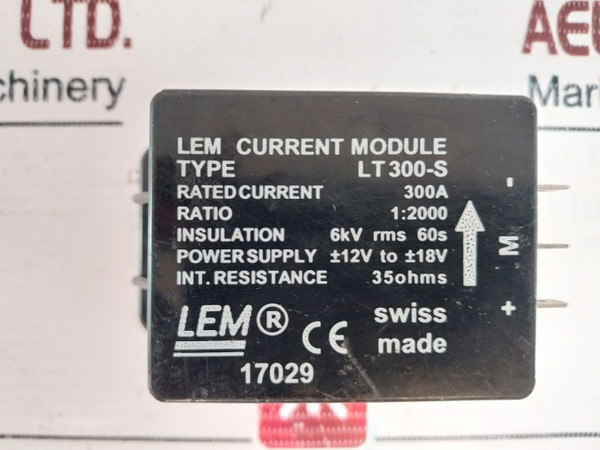 LTD.
AEL
chinery
Mari
LEM CURRENT MODULE
TYPE LT 300-S
RATED CURRENT 300A
RATIO 1:2000
INSULATION 6kV rms 60s
POWER SUPPLY ±12V to ±18V
INT. RESISTANCE 35ohms
- M +
LEM® CE swiss
made
17029